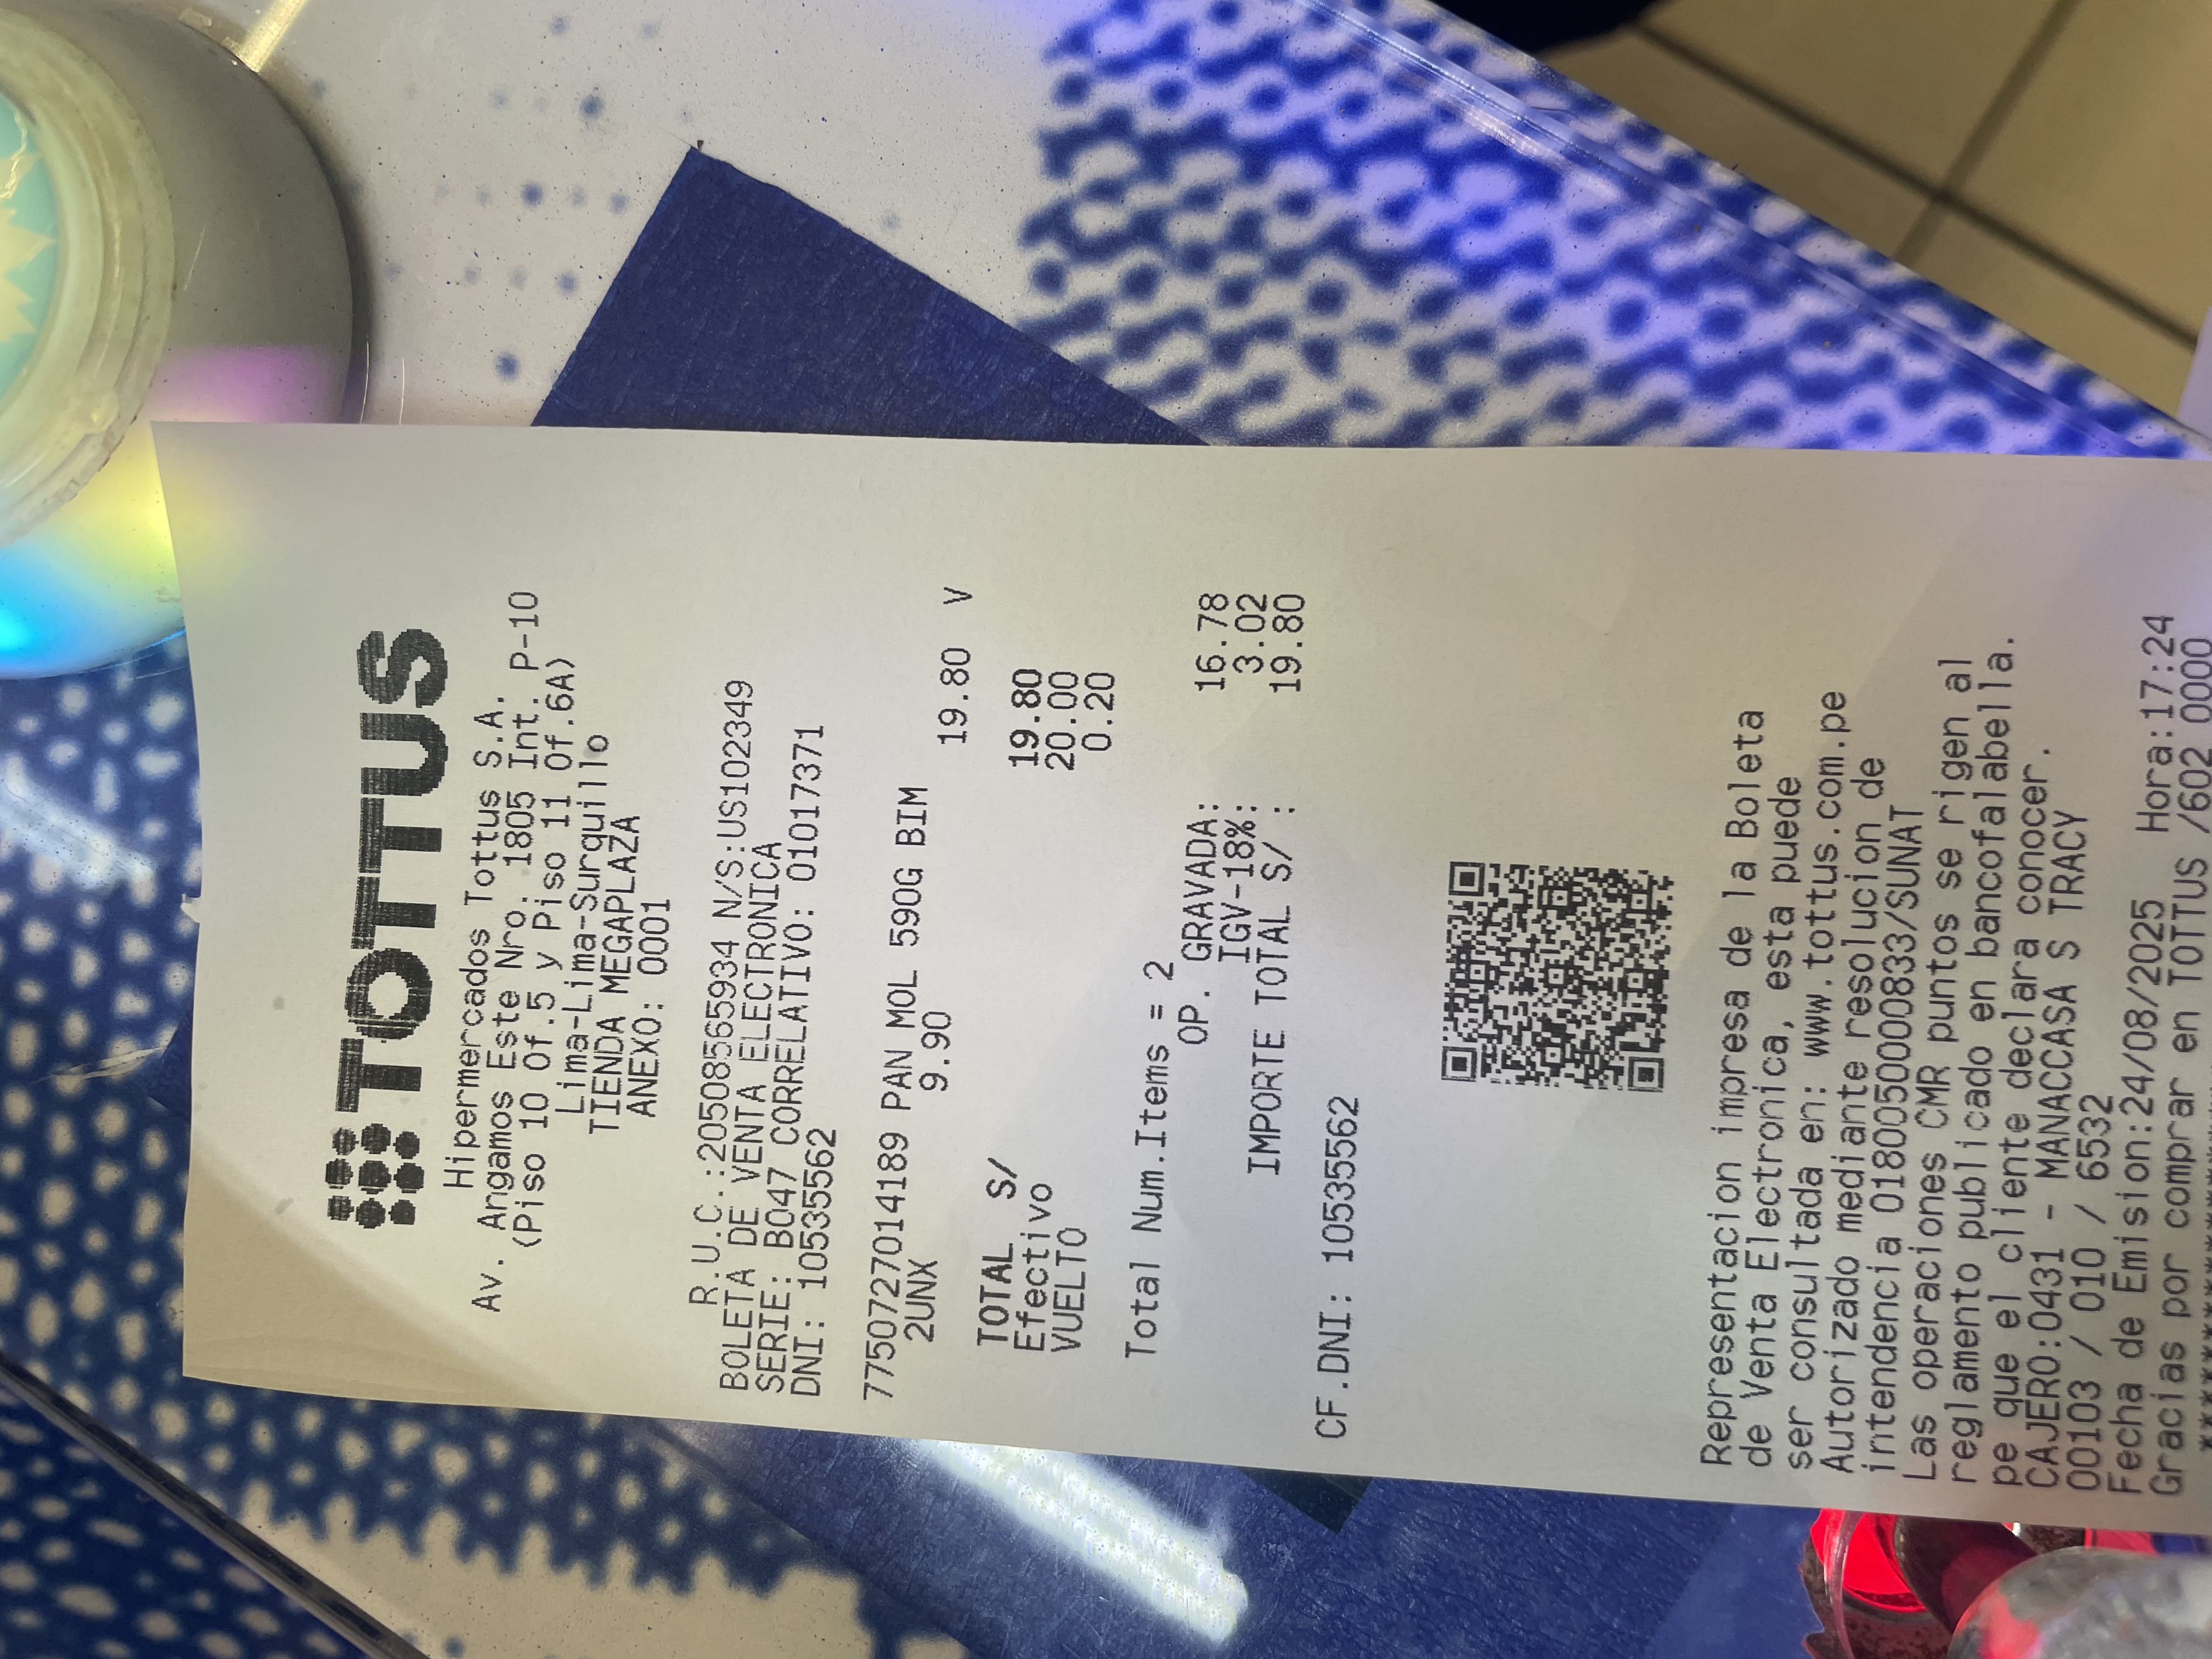 TOTTUS
Hipermercados Tottus S.A.
Av. Angamos Este Nro. 1805 Int. P-10
(Piso 10 Of.5 y Piso 11 Of.6A)
Lima-Lima-Surquillo
TIENDA MEGAPLAZA
ANEXO: 0001
R.U.C.:20508565934 N/S:US102349
BOLETA DE VENTA ELECTRONICA
SERIE: B047 CORRELATIVO: 01017371
DNI: 10535562
7750727014189 PAN MOL 590G BIM
2UNX 9.90 19.80 V
TOTAL S/ 19.80
Efectivo 20.00
VUELTO 0.20
Total Num.Items = 2
OP. GRAVADA: 16.78
IGV-18%: 3.02
IMPORTE TOTAL S/ : 19.80
CF.DNI: 10535562
Representacion impresa de la Boleta
de Venta Electronica, esta puede
ser consultada en: www.tottus.com.pe
Autorizado mediante resolucion de
intendencia 0180050000833/SUNAT
Las operaciones CMR puntos se rigen al
reglamento publicado en bancofalabella.
pe que el cliente declara conocer.
CAJERO:0431 - MANACCASA S TRACY
00103 / 010 / 6532
Fecha de Emision:24/08/2025 Hora:17:24
Gracias por comprar en TOTTUS /602 0000